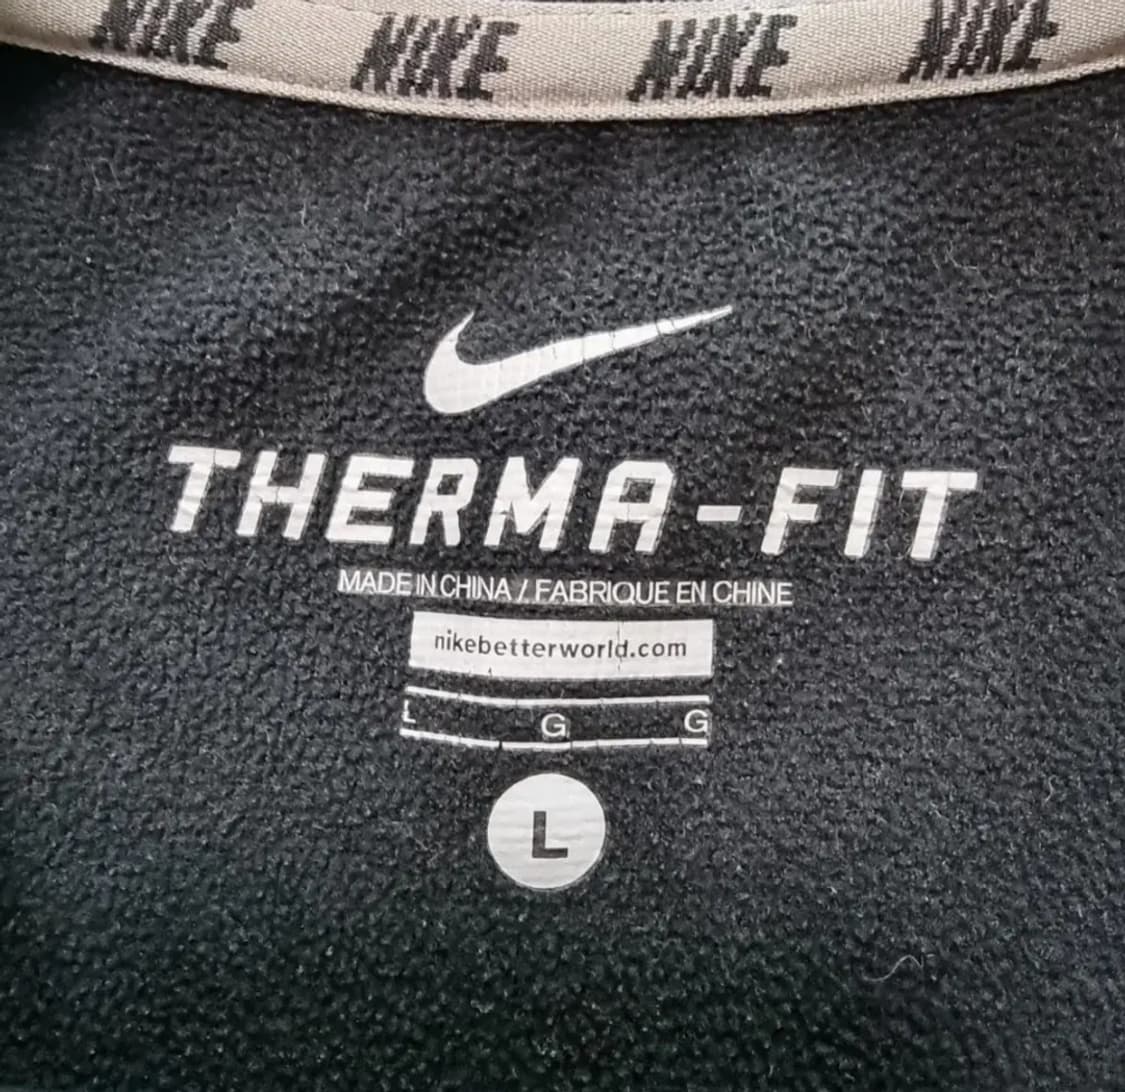 NIKE NIKE NIKE NIKE
THERMA-FIT
MADE IN CHINA / FABRIQUE EN CHINE
nikebetterworld.com
L G G
L